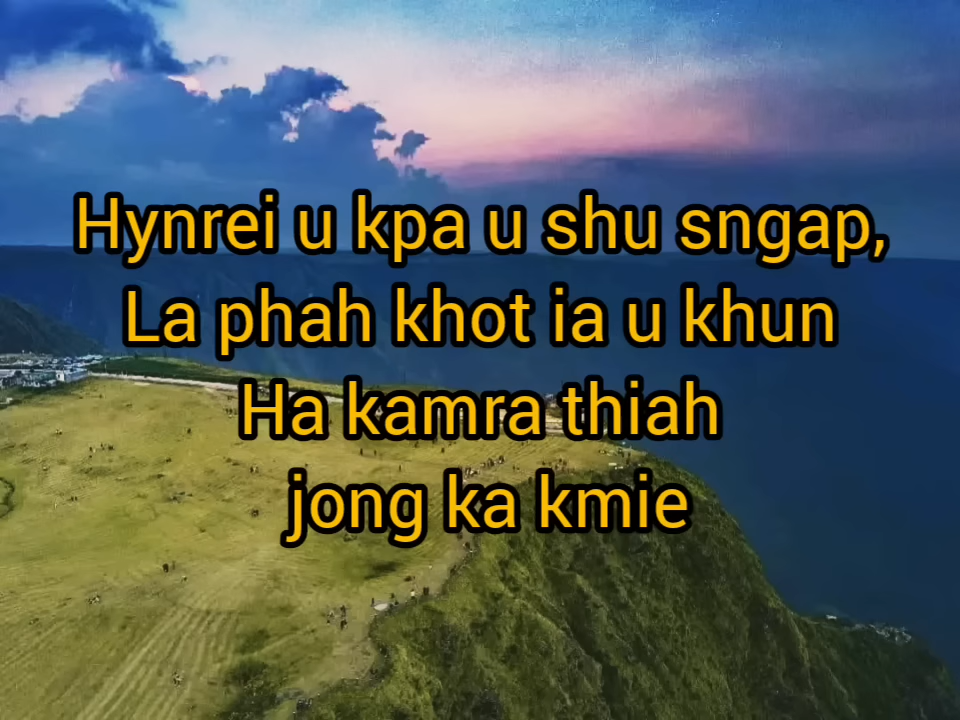 Hynrei u kpa u shu sngap,
La phah khot ia u khun
Ha kamra thiah
jong ka kmie